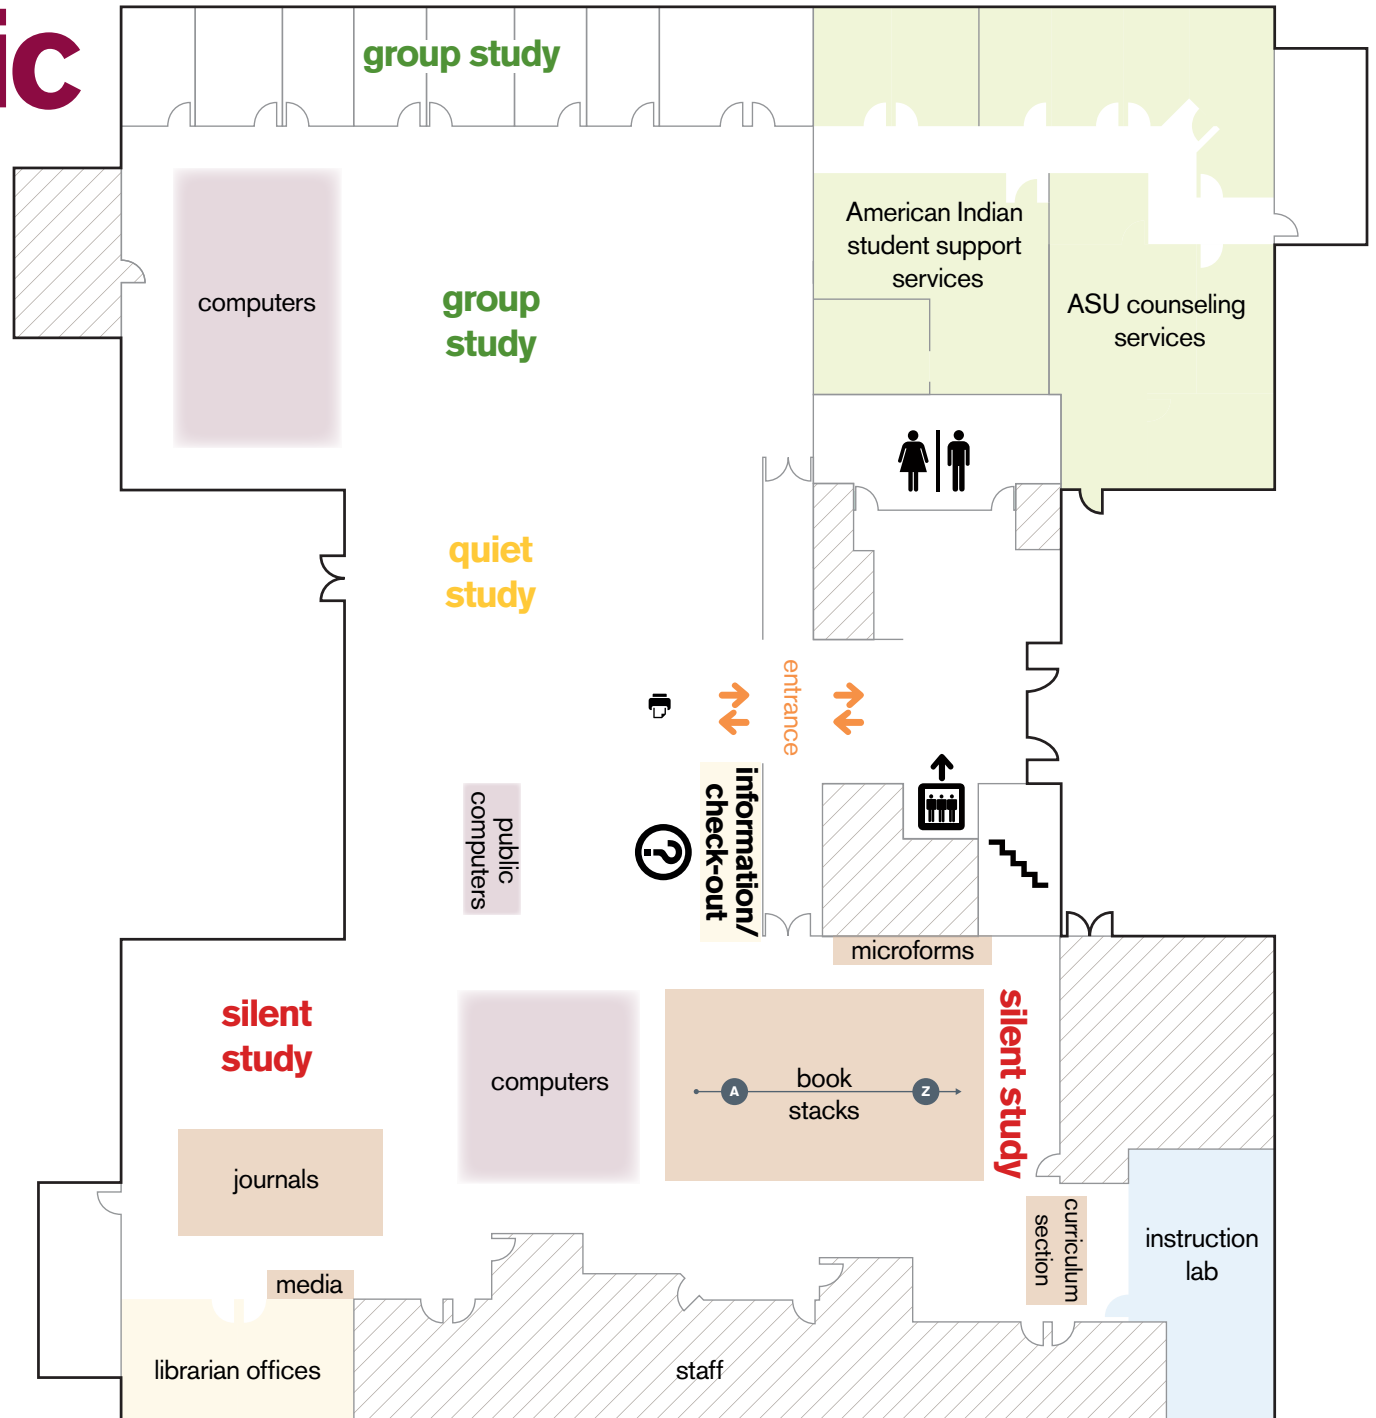 ic
group study
American Indian
student support
services
computers
group
study
ASU counseling
services
quiet
study
entrance
information/
check-out
public
computers
?
microforms
silent
study
silent study
computers
book
stacks
A
Z
journals
curriculum
section
instruction
lab
media
librarian offices
staff